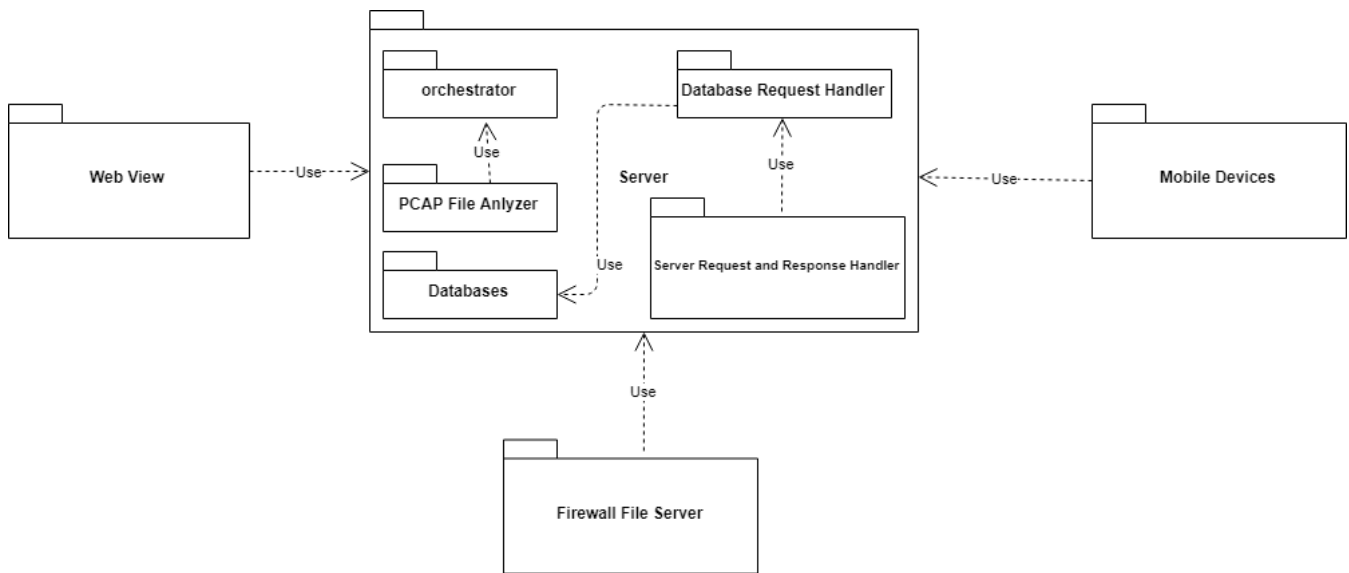 orchestrator
Database Request Handler
Use
Use
Web View
Use
Server
Use
Mobile Devices
PCAP File Anlyzer
Use
Server Request and Response Handler
Databases
Use
Firewall File Server